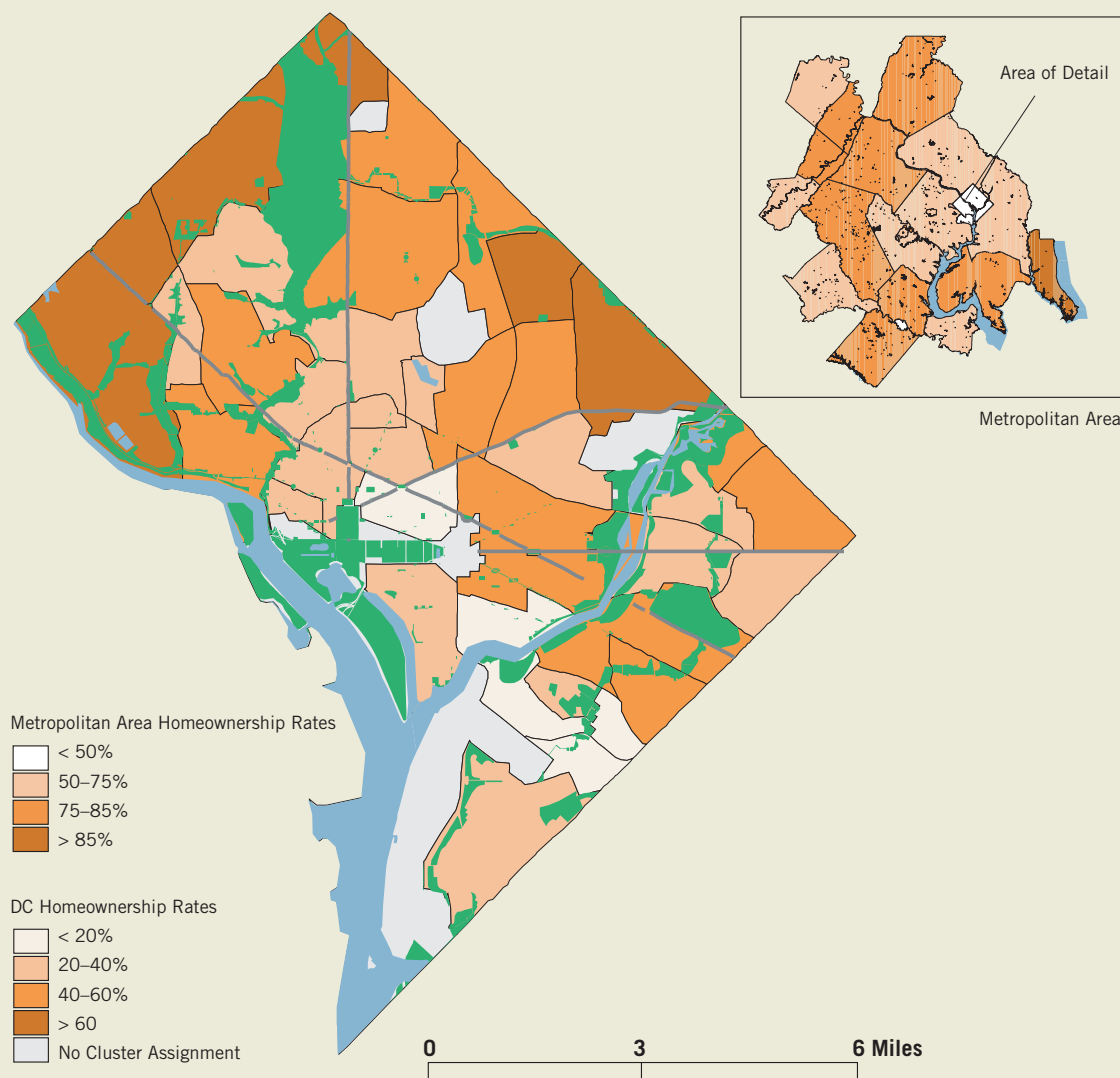 Area of Detail
Metropolitan Area
Metropolitan Area Homeownership Rates
< 50%
50–75%
75–85%
> 85%
DC Homeownership Rates
< 20%
20–40%
40–60%
> 60
No Cluster Assignment
0 3 6 Miles